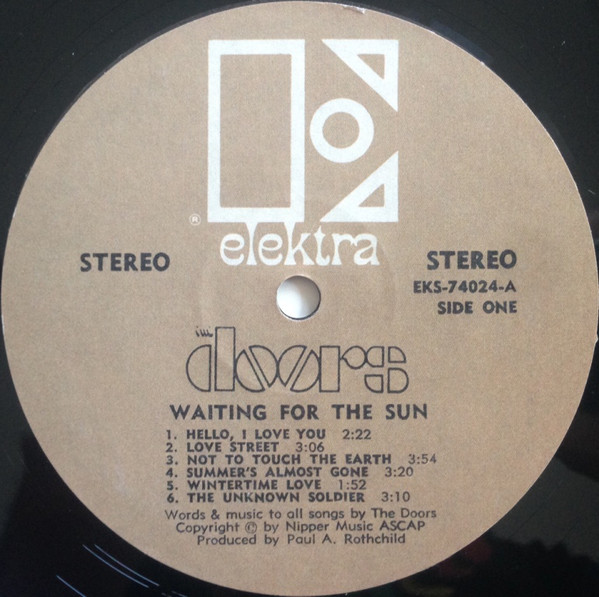 ®
elektra
STEREO
STEREO
EKS-74024-A
SIDE ONE
the doors
WAITING FOR THE SUN
1. HELLO, I LOVE YOU 2:22
2. LOVE STREET 3:06
3. NOT TO TOUCH THE EARTH 3:54
4. SUMMER'S ALMOST GONE 3:20
5. WINTERTIME LOVE 1:52
6. THE UNKNOWN SOLDIER 3:10
Words & music to all songs by The Doors
Copyright © by Nipper Music ASCAP
Produced by Paul A. Rothchild